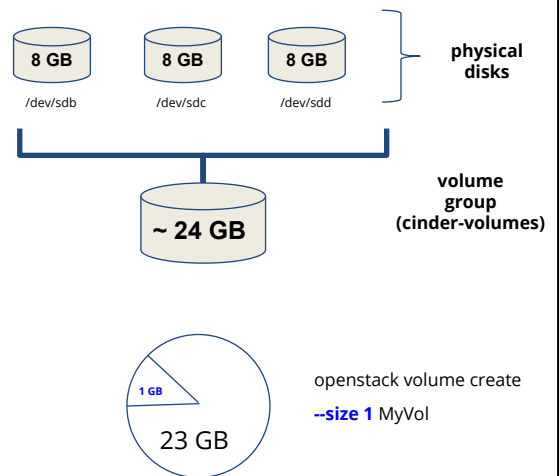 8 GB
8 GB
8 GB
physical
disks
/dev/sdb
/dev/sdc
/dev/sdd
volume
group
(cinder-volumes)
~ 24 GB
1 GB
23 GB
openstack volume create
--size 1 MyVol